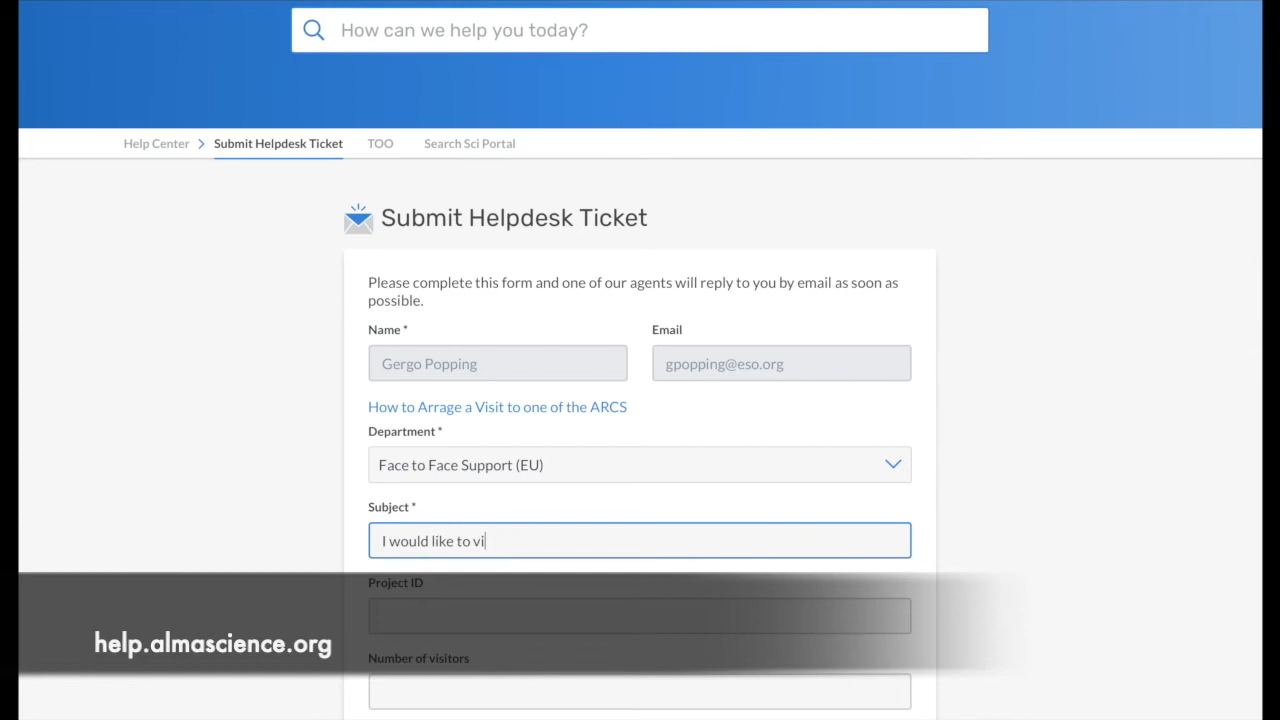 How can we help you today?
Help Center > Submit Helpdesk Ticket TOO Search Sci Portal
Submit Helpdesk Ticket
Please complete this form and one of our agents will reply to you by email as soon as
possible.
Name * Email
Gergo Popping gpopping@eso.org
How to Arrage a Visit to one of the ARCS
Department *
Face to Face Support (EU)
Subject *
I would like to vi
Project ID
help.almascience.org
Number of visitors